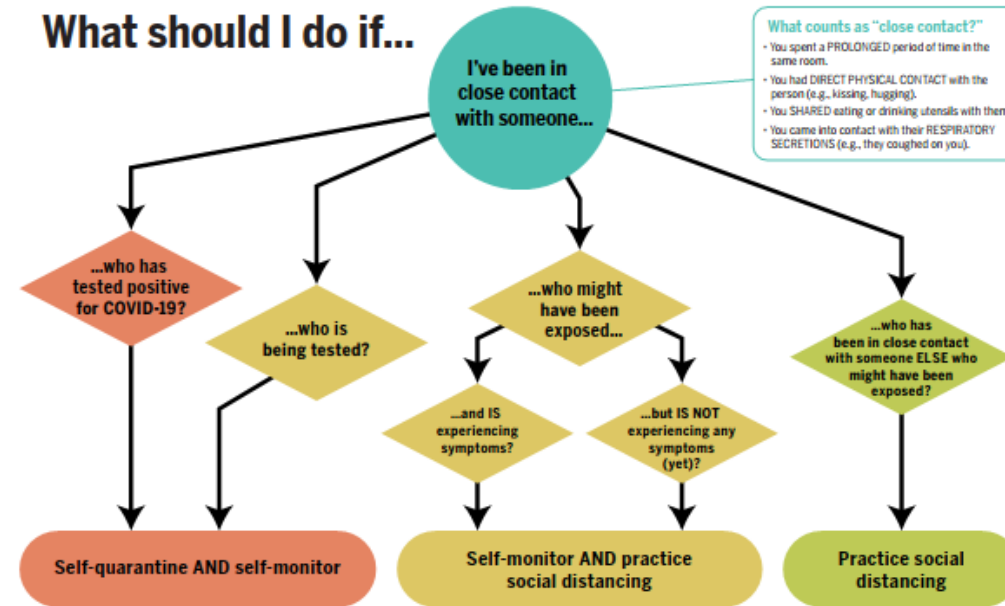 What should I do if...
I've been in
close contact
with someone...
What counts as "close contact?"
• You spent a PROLONGED period of time in the
same room.
• You had DIRECT PHYSICAL CONTACT with the
person (e.g., kissing, hugging).
• You SHARED eating or drinking utensils with them
• You came into contact with their RESPIRATORY
SECRETIONS (e.g., they coughed on you).
...who has
tested positive
for COVID-19?
...who is
being tested?
...who might
have been
exposed...
...who has
been in close contact
with someone ELSE who
might have been
exposed?
...and IS
experiencing
symptoms?
...but IS NOT
experiencing any
symptoms
(yet)?
Self-quarantine AND self-monitor
Self-monitor AND practice
social distancing
Practice social
distancing